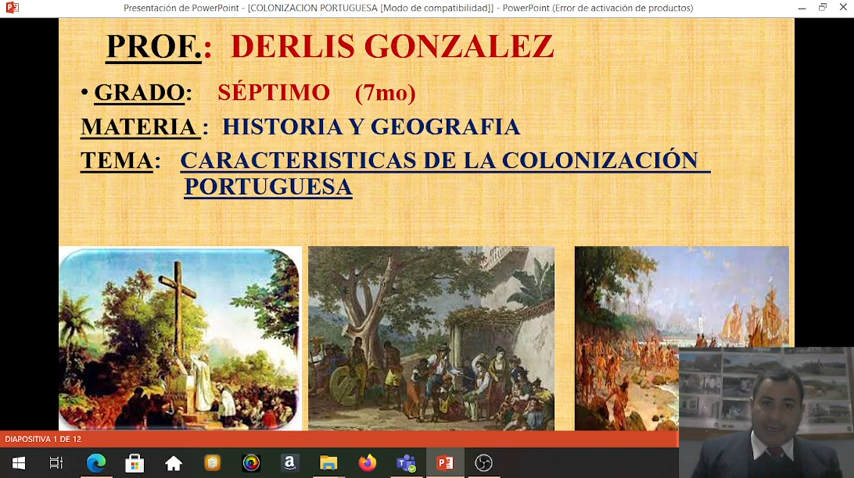 Presentación de PowerPoint - [COLONIZACION PORTUGUESA [Modo de compatibilidad]] - PowerPoint (Error de activación de productos)
PROF.: DERLIS GONZALEZ
• GRADO: SÉPTIMO (7mo)
MATERIA : HISTORIA Y GEOGRAFIA
TEMA: CARACTERISTICAS DE LA COLONIZACIÓN
PORTUGUESA
DIAPOSITIVA 1 DE 12